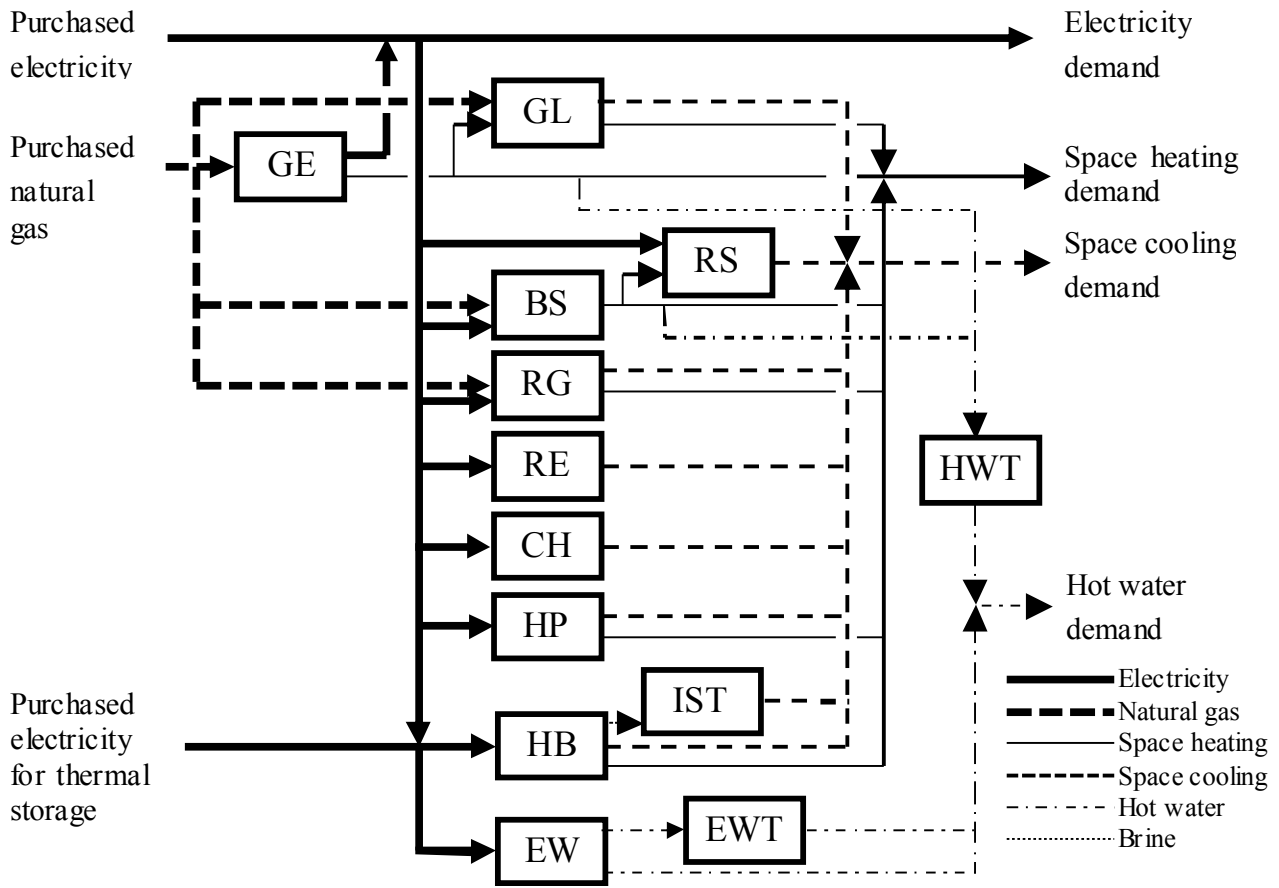 Purchased
electricity
Electricity
demand
GL
Purchased
natural
gas
GE
Space heating
demand
RS
Space cooling
demand
BS
RG
RE
HWT
CH
HP
Hot water
demand
IST
Purchased
electricity
for thermal
storage
HB
EW
EWT
Electricity
Natural gas
Space heating
Space cooling
Hot water
Brine